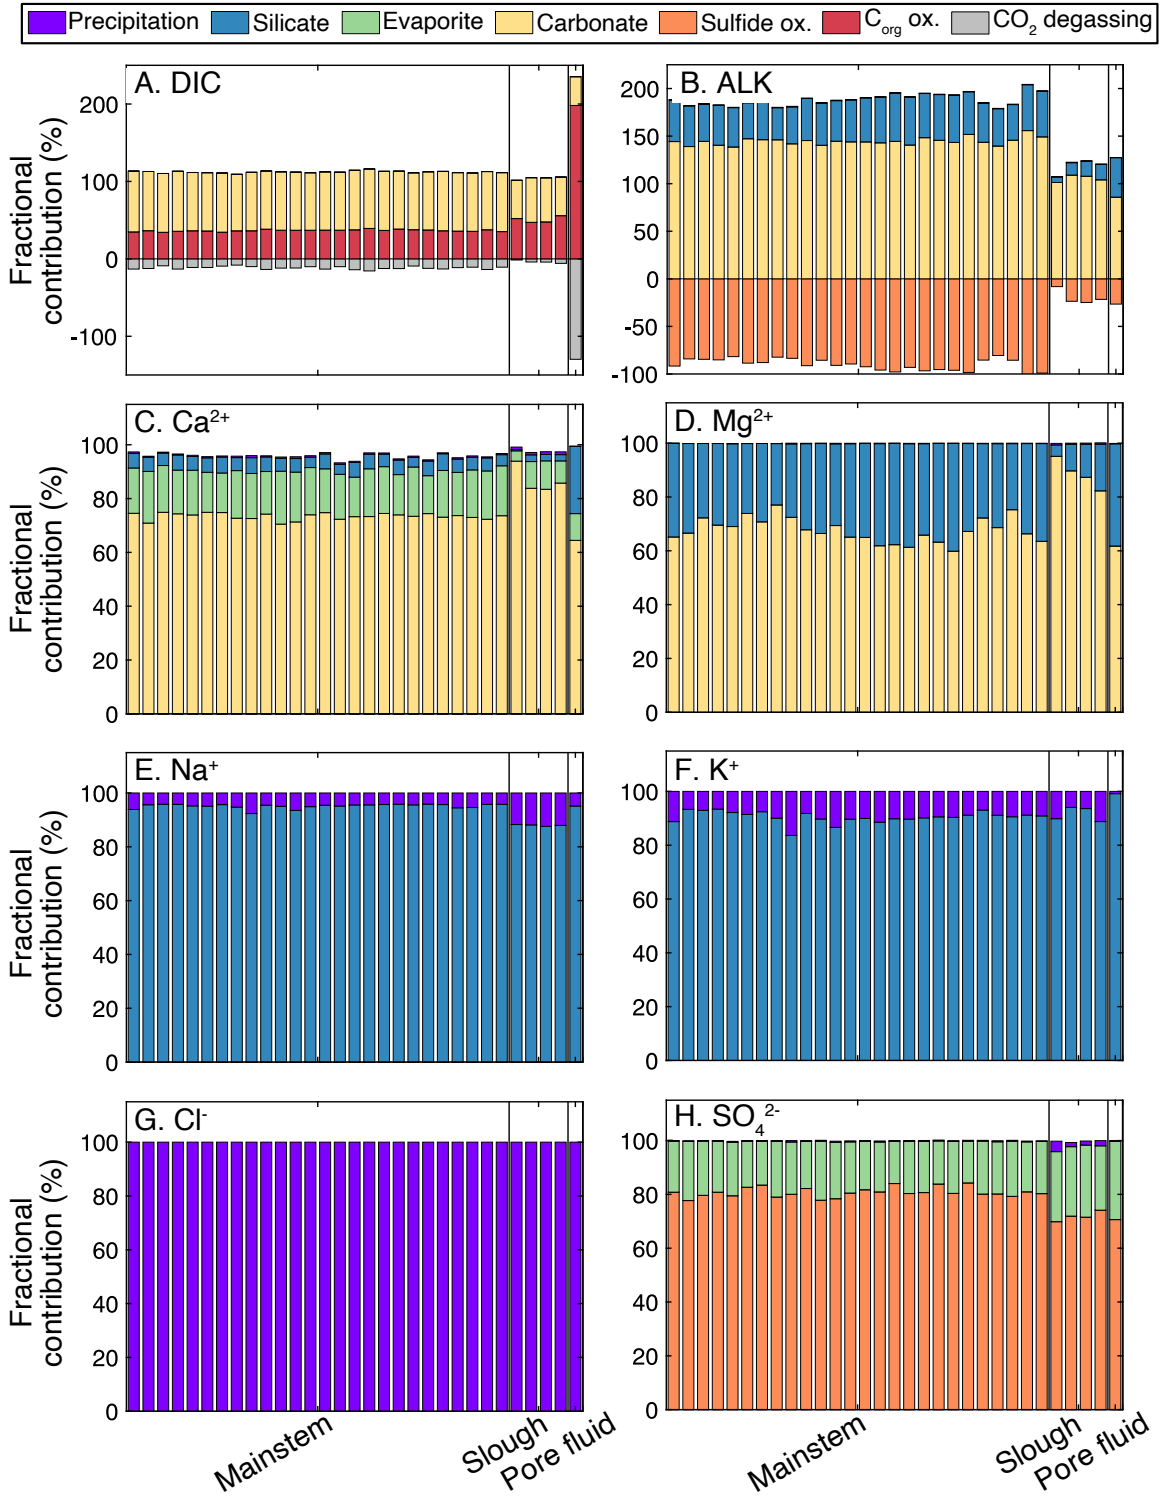 Precipitation Silicate Evaporite Carbonate Sulfide ox. C_org ox. CO₂ degassing
A. DIC
Fractional
contribution (%)
200
100
0
-100
B. ALK
200
150
100
50
0
-50
-100
C. Ca²⁺
Fractional
contribution (%)
100
80
60
40
20
0
D. Mg²⁺
100
80
60
40
20
0
E. Na⁺
Fractional
contribution (%)
100
80
60
40
20
0
F. K⁺
100
80
60
40
20
0
G. Cl⁻
Fractional
contribution (%)
100
80
60
40
20
0
H. SO₄²⁻
100
80
60
40
20
0
Mainstem
Slough
Pore fluid
Mainstem
Slough
Pore fluid